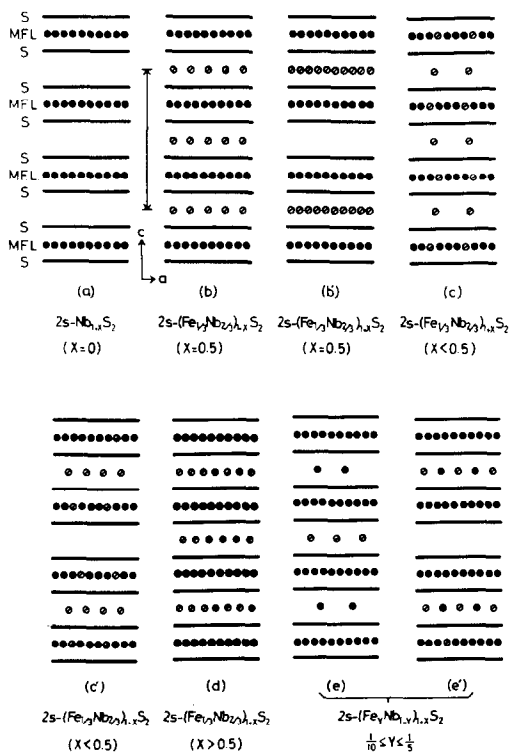 S
MFL
S
S
MFL
S
S
MFL
S
S
MFL
S
c
a
(a) (b) (b') (c)
2s-Nb₁₊ₓS₂ 2s-(Fe₁/₃Nb₂/₃)₁₊ₓS₂ 2s-(Fe₁/₃Nb₂/₃)₁₊ₓS₂ 2s-(Fe₁/₃Nb₂/₃)₁₊ₓS₂
(X=0) (X=0.5) (X=0.5) (X<0.5)
(c') (d) (e) (e')
2s-(Fe₁/₃Nb₂/₃)₁₊ₓS₂ 2s-(Fe₁/₃Nb₂/₃)₁₊ₓS₂ 2s-(FeᵧNb₁₋ᵧ)₁₊ₓS₂
(X<0.5) (X>0.5) 1/10≤Y≤1/5